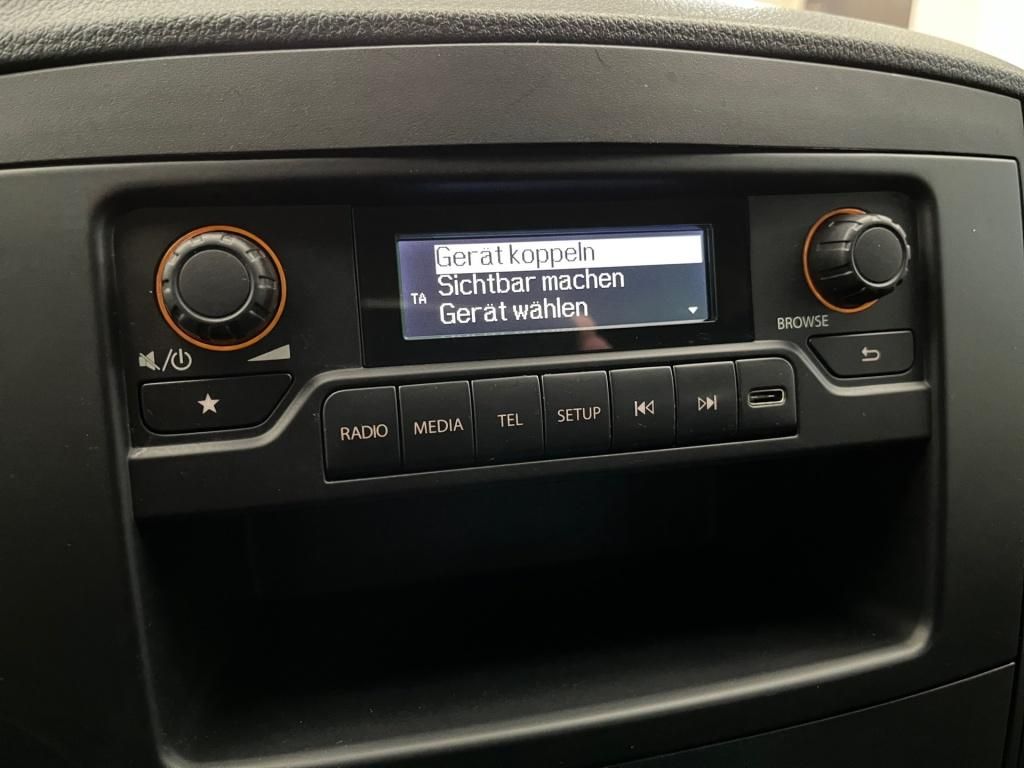 Gerät koppeln
Sichtbar machen
TA
Gerät wählen
BROWSE
RADIO
MEDIA
TEL
SETUP